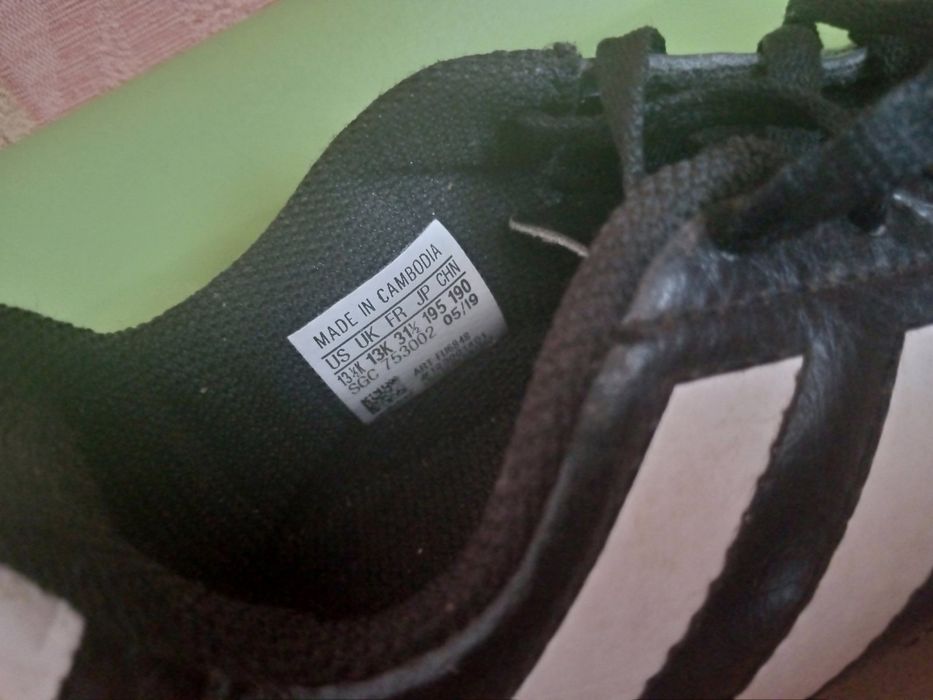 MADE IN CAMBODIA
US UK FR JP CHN
13½K 13K 31½ 195 190
SGC 753002 05/19
ART